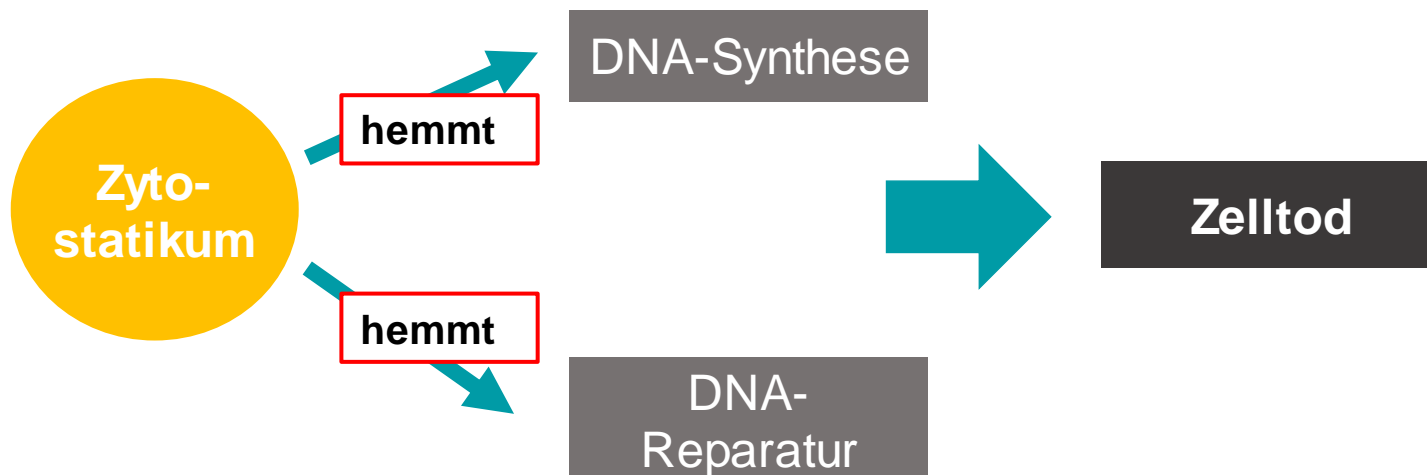 DNA-Synthese
hemmt
Zyto-
statikum
Zelltod
hemmt
DNA-
Reparatur